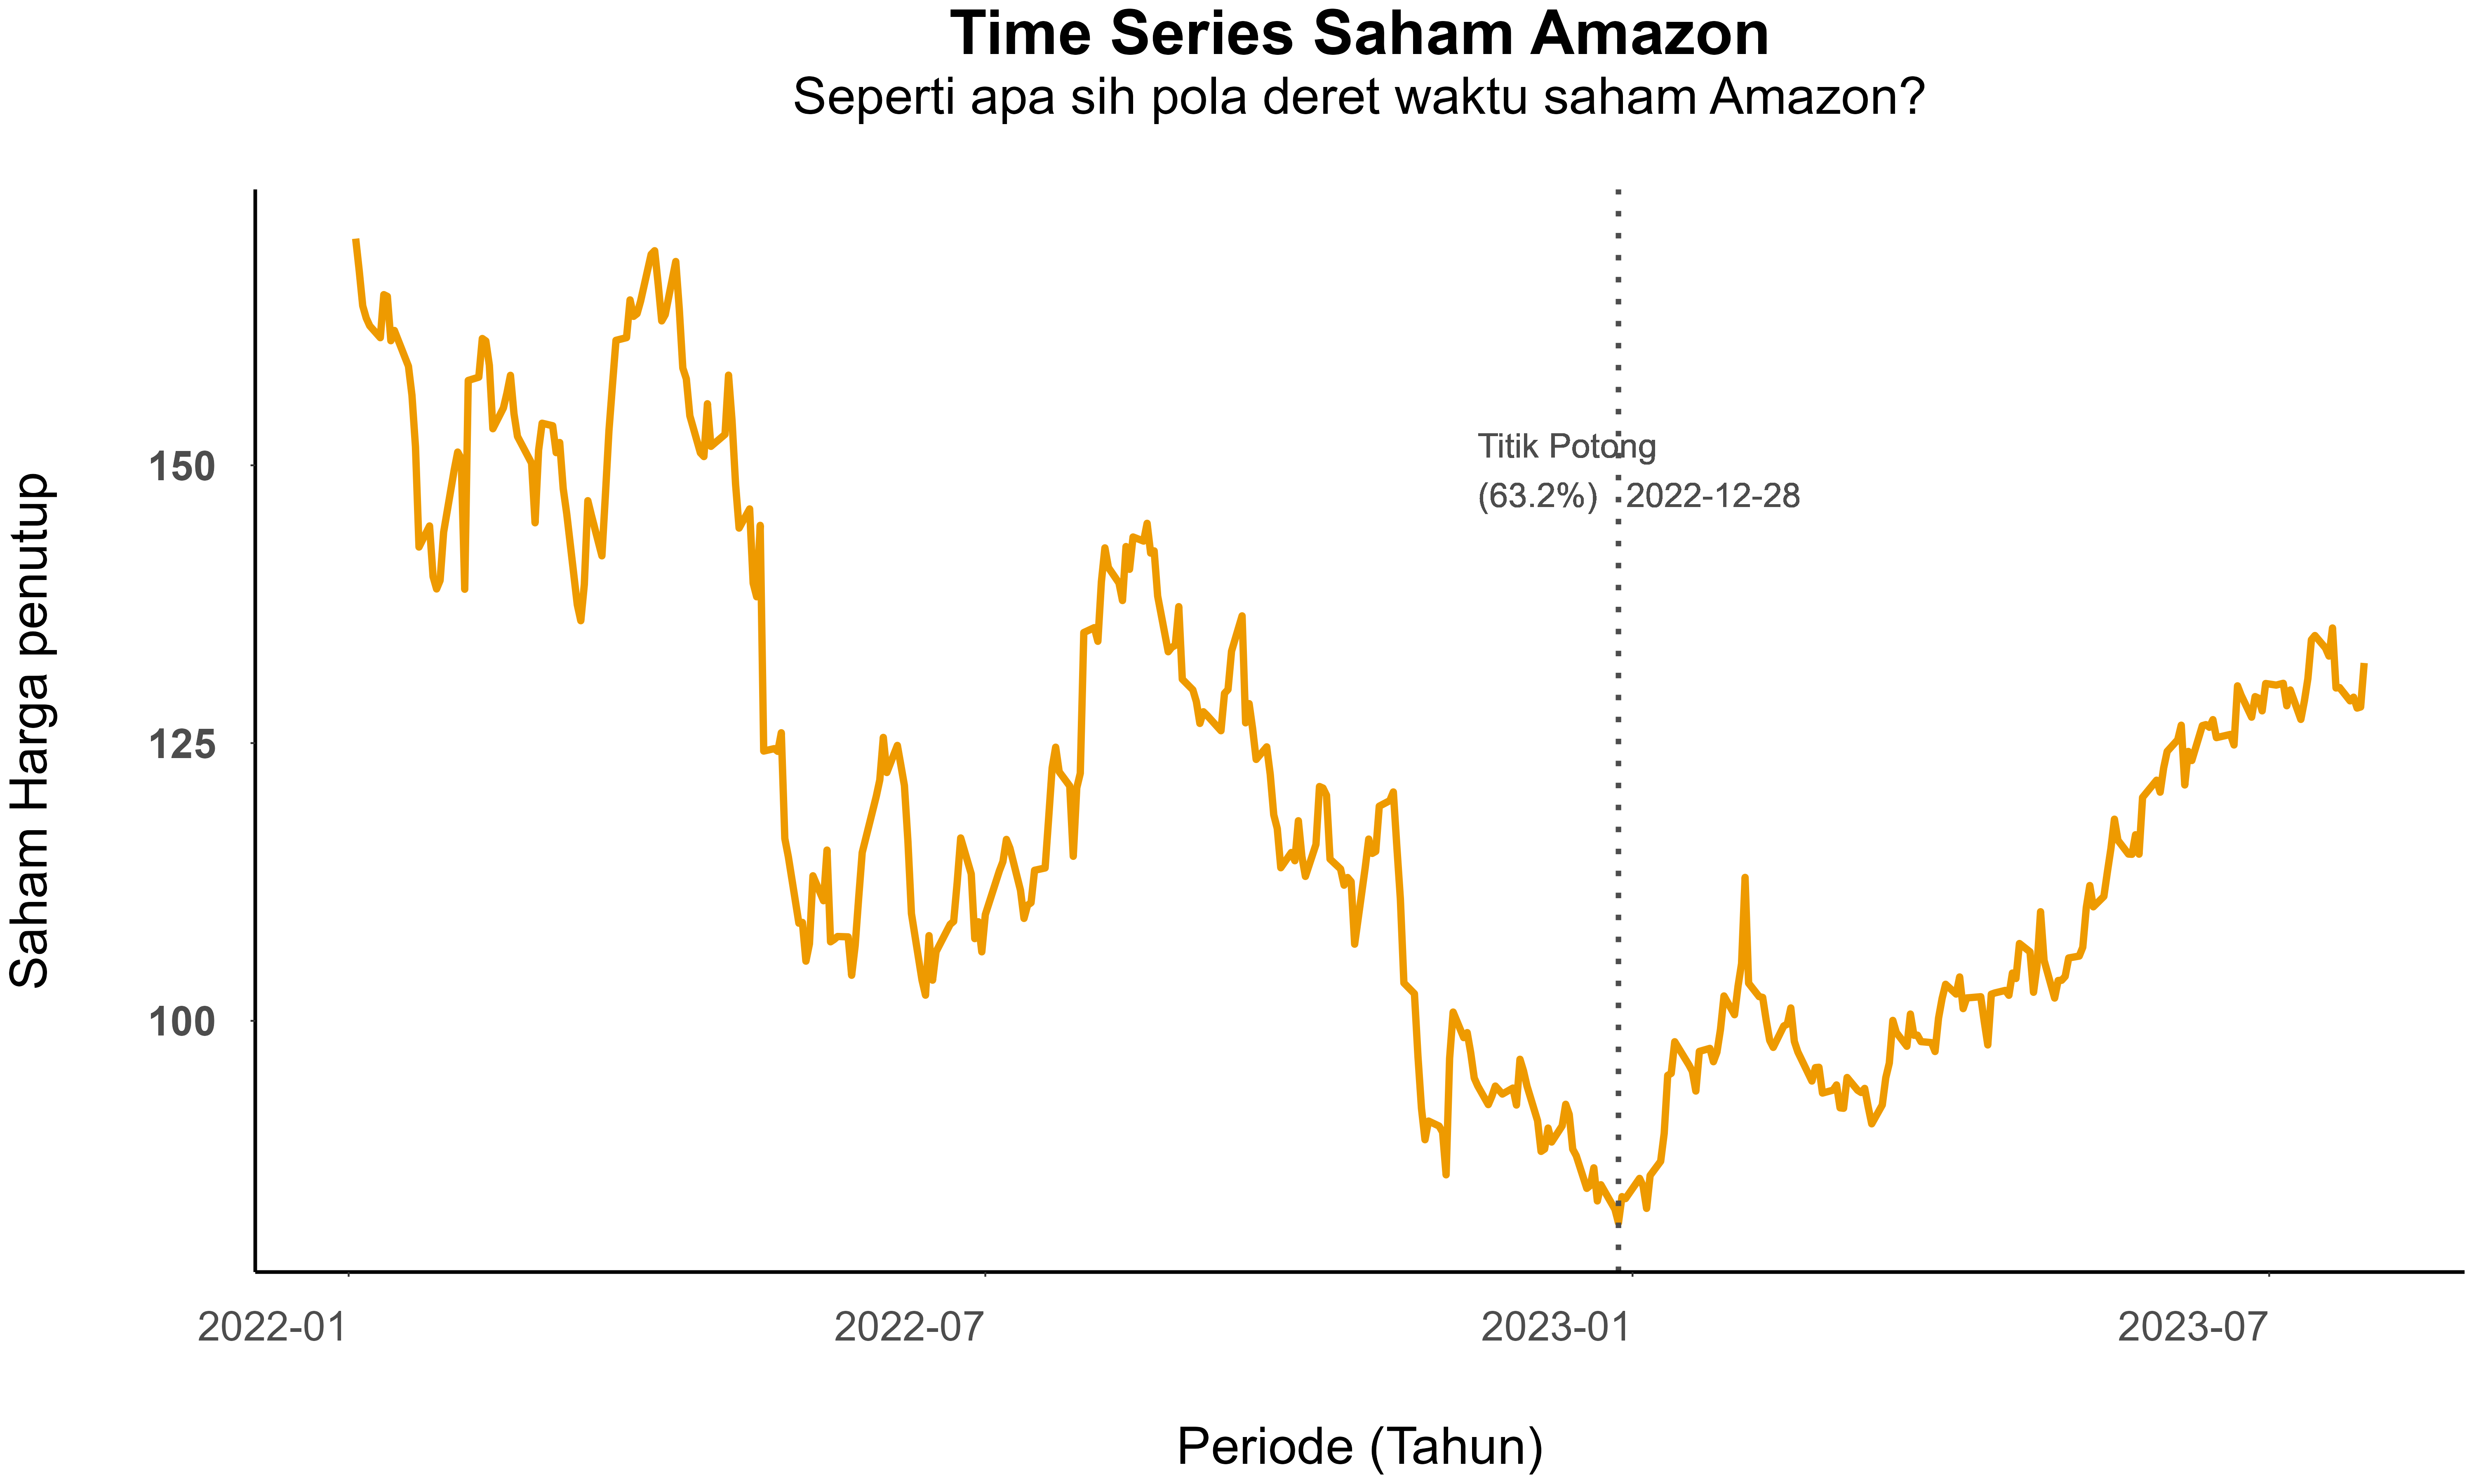 Time Series Saham Amazon
Seperti apa sih pola deret waktu saham Amazon?
Saham Harga penutup
150
125
100
Titik Potong
(63.2%) 2022-12-28
2022-01
2022-07
2023-01
2023-07
Periode (Tahun)